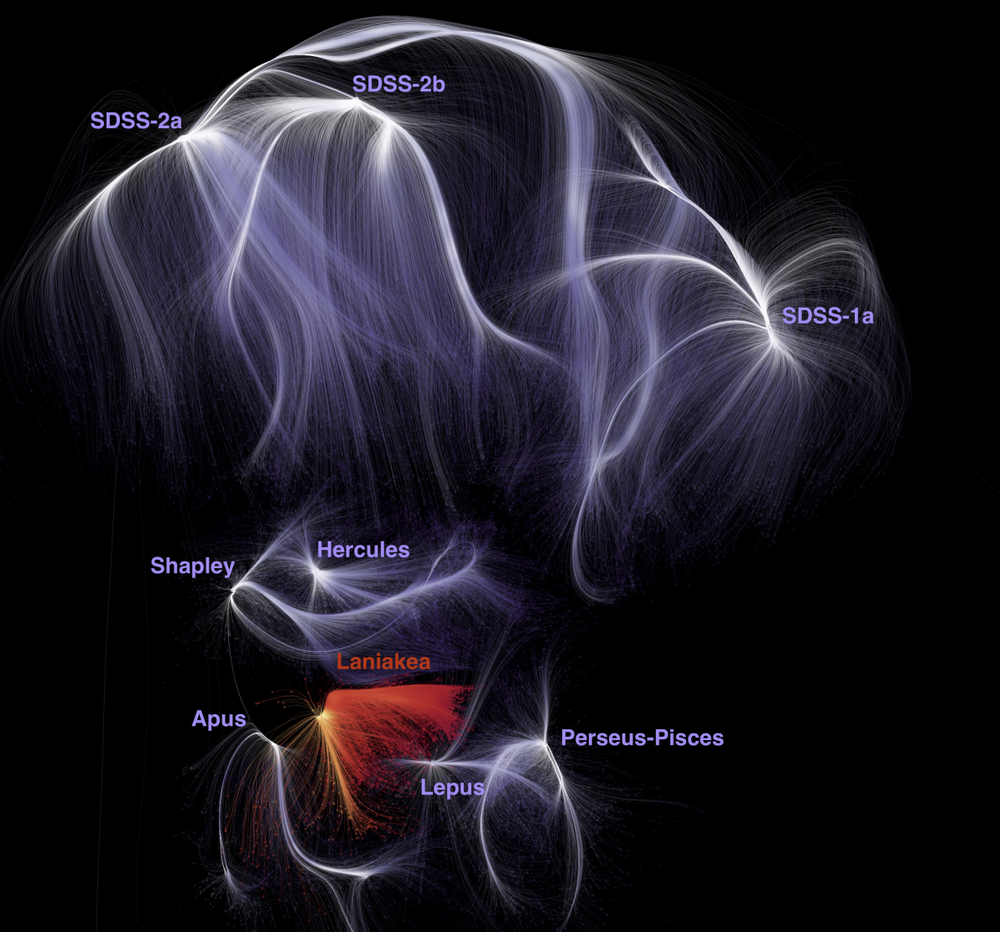 SDSS-2b
SDSS-2a
SDSS-1a
Hercules
Shapley
Laniakea
Apus
Perseus-Pisces
Lepus